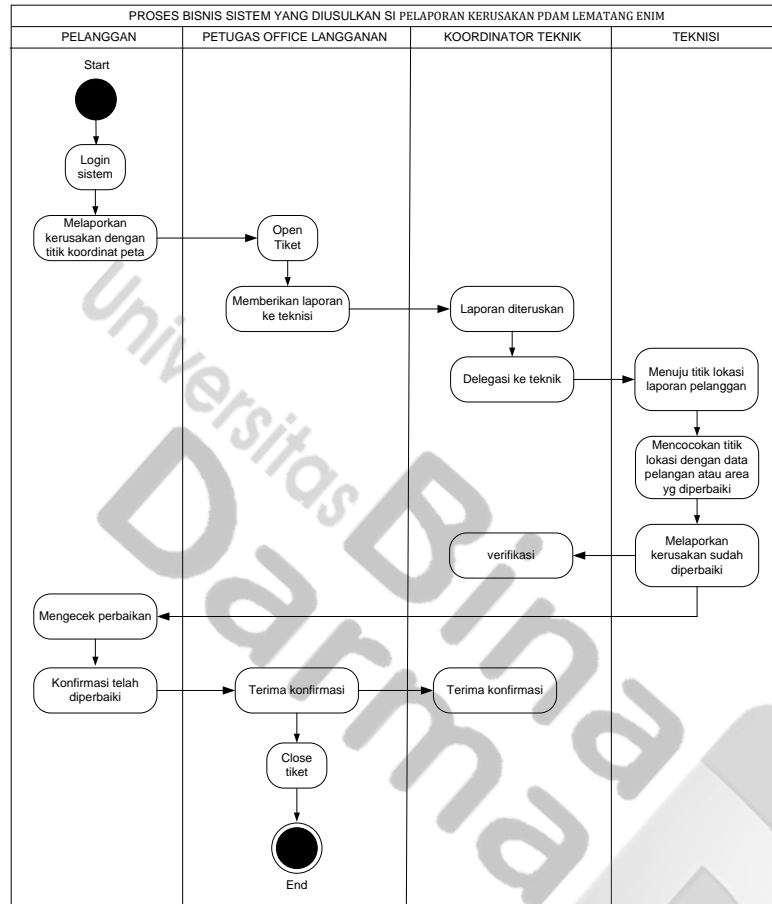 PROSES BISNIS SISTEM YANG DIUSULKAN SI PELAPORAN KERUSAKAN PDAM LEMATANG ENIM
PELANGGAN
PETUGAS OFFICE LANGGANAN
KOORDINATOR TEKNIK
TEKNISI
Start
Login
sistem
Melaporkan
kerusakan dengan
titik koordinat peta
Open
Tiket
Memberikan laporan
ke teknisi
Laporan diteruskan
Delegasi ke teknik
Menuju titik lokasi
laporan pelanggan
Mencocokan titik
lokasi dengan data
pelangan atau area
yg diperbaiki
Melaporkan
kerusakan sudah
diperbaiki
verifikasi
Mengecek perbaikan
Konfirmasi telah
diperbaiki
Terima konfirmasi
Terima konfirmasi
Close
tiket
End
Universitas
Bina
Darma